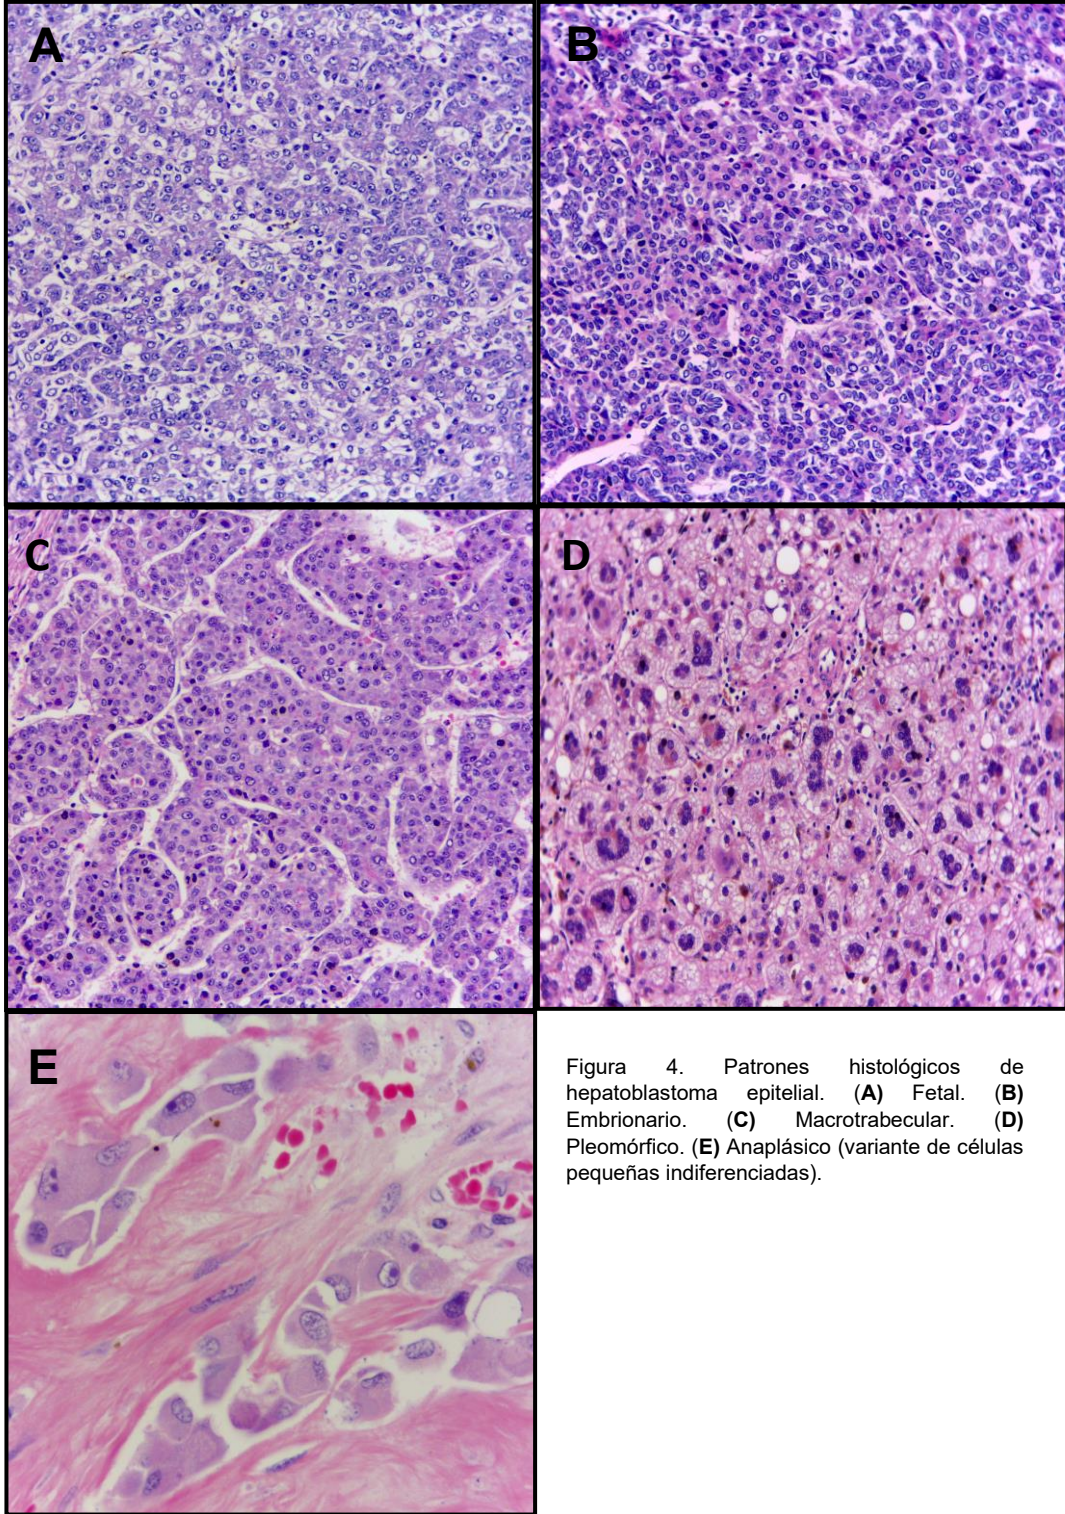 A
B
C
D
E
Figura 4. Patrones histológicos de
hepatoblastoma epitelial. (A) Fetal. (B)
Embrionario. (C) Macrotrabecular. (D)
Pleomórfico. (E) Anaplásico (variante de células
pequeñas indiferenciadas).